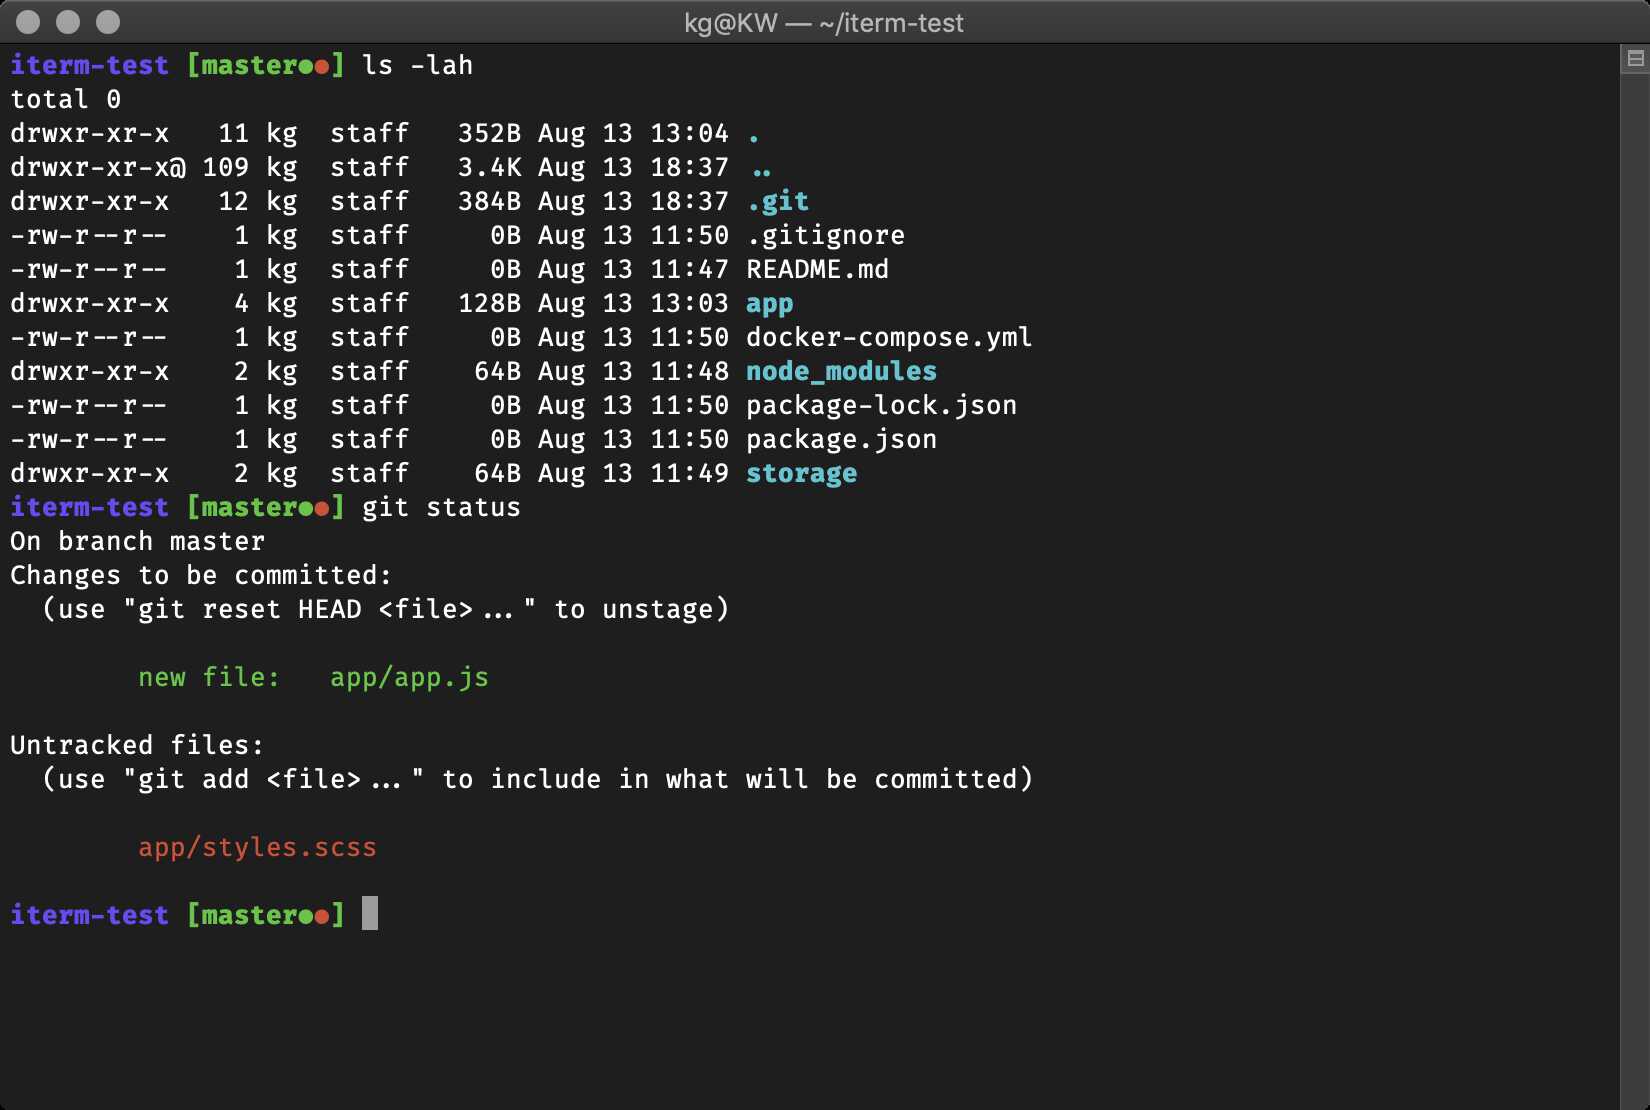 kg@KW — ~/iterm-test
iterm-test [master●●] ls -lah
total 0
drwxr-xr-x   11 kg  staff   352B Aug 13 13:04 .
drwxr-xr-x@ 109 kg  staff   3.4K Aug 13 18:37 ..
drwxr-xr-x   12 kg  staff   384B Aug 13 18:37 .git
-rw-r--r--    1 kg  staff     0B Aug 13 11:50 .gitignore
-rw-r--r--    1 kg  staff     0B Aug 13 11:47 README.md
drwxr-xr-x    4 kg  staff   128B Aug 13 13:03 app
-rw-r--r--    1 kg  staff     0B Aug 13 11:50 docker-compose.yml
drwxr-xr-x    2 kg  staff    64B Aug 13 11:48 node_modules
-rw-r--r--    1 kg  staff     0B Aug 13 11:50 package-lock.json
-rw-r--r--    1 kg  staff     0B Aug 13 11:50 package.json
drwxr-xr-x    2 kg  staff    64B Aug 13 11:49 storage
iterm-test [master●●] git status
On branch master
Changes to be committed:
  (use "git reset HEAD <file>..." to unstage)
        new file:   app/app.js
Untracked files:
  (use "git add <file>..." to include in what will be committed)
        app/styles.scss
iterm-test [master●●]